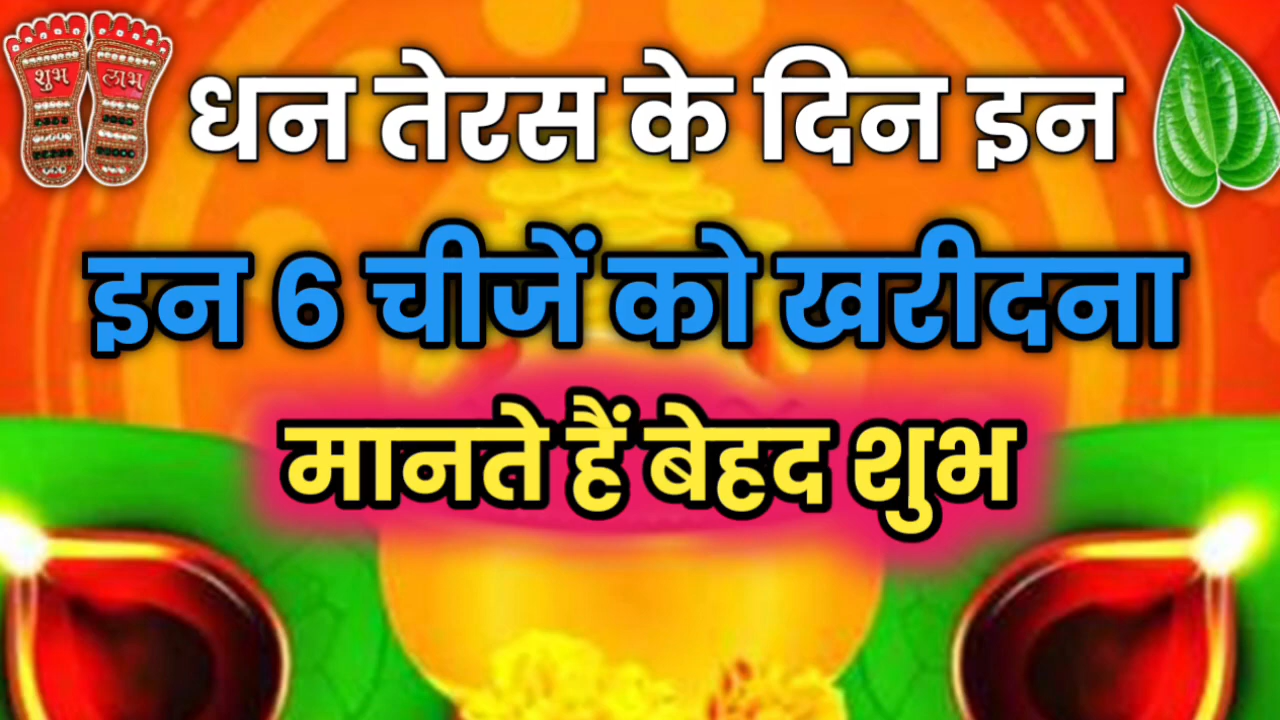 शुभ लाभ
धन तेरस के दिन इन
इन 6 चीजें को खरीदना
मानते हैं बेहद शुभ